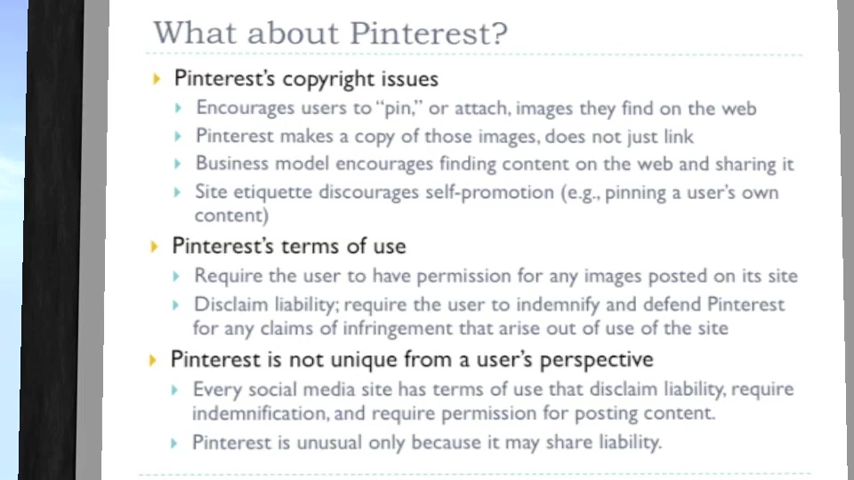 What about Pinterest?
Pinterest's copyright issues
Encourages users to "pin," or attach, images they find on the web
Pinterest makes a copy of those images, does not just link
Business model encourages finding content on the web and sharing it
Site etiquette discourages self-promotion (e.g., pinning a user's own
content)
Pinterest's terms of use
Require the user to have permission for any images posted on its site
Disclaim liability; require the user to indemnify and defend Pinterest
for any claims of infringement that arise out of use of the site
Pinterest is not unique from a user's perspective
Every social media site has terms of use that disclaim liability, require
indemnification, and require permission for posting content.
Pinterest is unusual only because it may share liability.